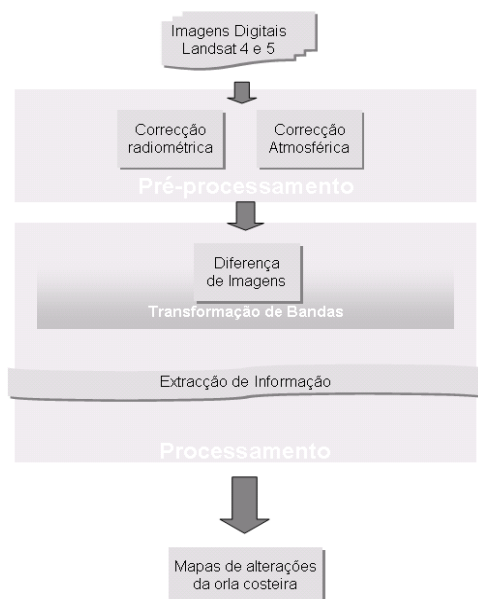 Imagens Digitais
Landsat 4 e 5
Correcção
radiométrica
Correcção
Atmosférica
Pré-processamento
Diferença
de Imagens
Transformação de Bandas
Extracção de Informação
Processamento
Mapas de alterações
da orla costeira